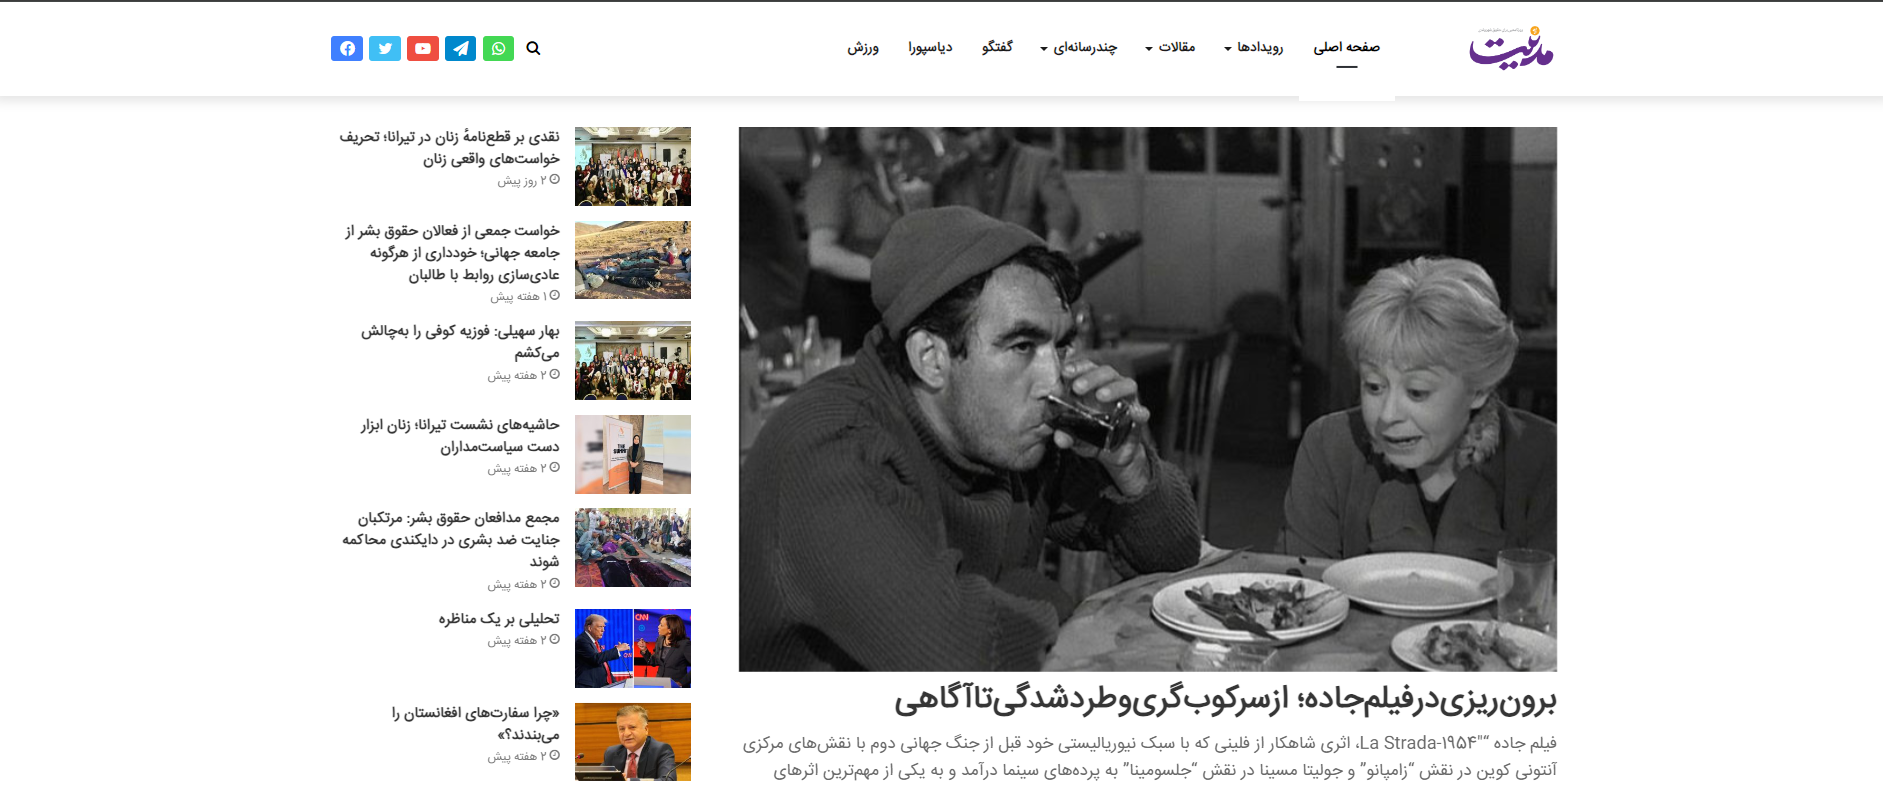 مدنیت
صفحه اصلی
رویدادها
مقالات
چندرسانه‌ای
گفتگو
دیاسپورا
ورزش
برون‌ریزی‌در‌فیلم‌جاده؛ از‌سرکوب‌گری‌و‌طرد‌شدگی‌تا‌آگاهی
فیلم جاده “"La Strada-۱۹۵۴، اثری شاهکار از فلینی که با سبک نیوریالیستی خود قبل از جنگ جهانی دوم با نقش‌های مرکزی
آنتونی کوین در نقش “زامپانو” و جولیتا مسینا در نقش “جلسومینا” به پرده‌های سینما درآمد و به یکی از مهم‌ترین اثرهای
نقدی بر قطع‌نامهٔ زنان در تیرانا؛ تحریف
خواست‌های واقعی زنان
۲ روز پیش
خواست جمعی از فعالان حقوق بشر از
جامعه جهانی؛ خودداری از هرگونه
عادی‌سازی روابط با طالبان
۱ هفته پیش
بهار سهیلی: فوزیه کوفی را به‌چالش
می‌کشم
۲ هفته پیش
حاشیه‌های نشست تیرانا؛ زنان ابزار
دست سیاست‌مداران
۲ هفته پیش
مجمع مدافعان حقوق بشر: مرتکبان
جنایت ضد بشری در دایکندی محاکمه
شوند
۲ هفته پیش
تحلیلی بر یک مناظره
۲ هفته پیش
CNN
«چرا سفارت‌های افغانستان را
می‌بندند؟»
۲ هفته پیش